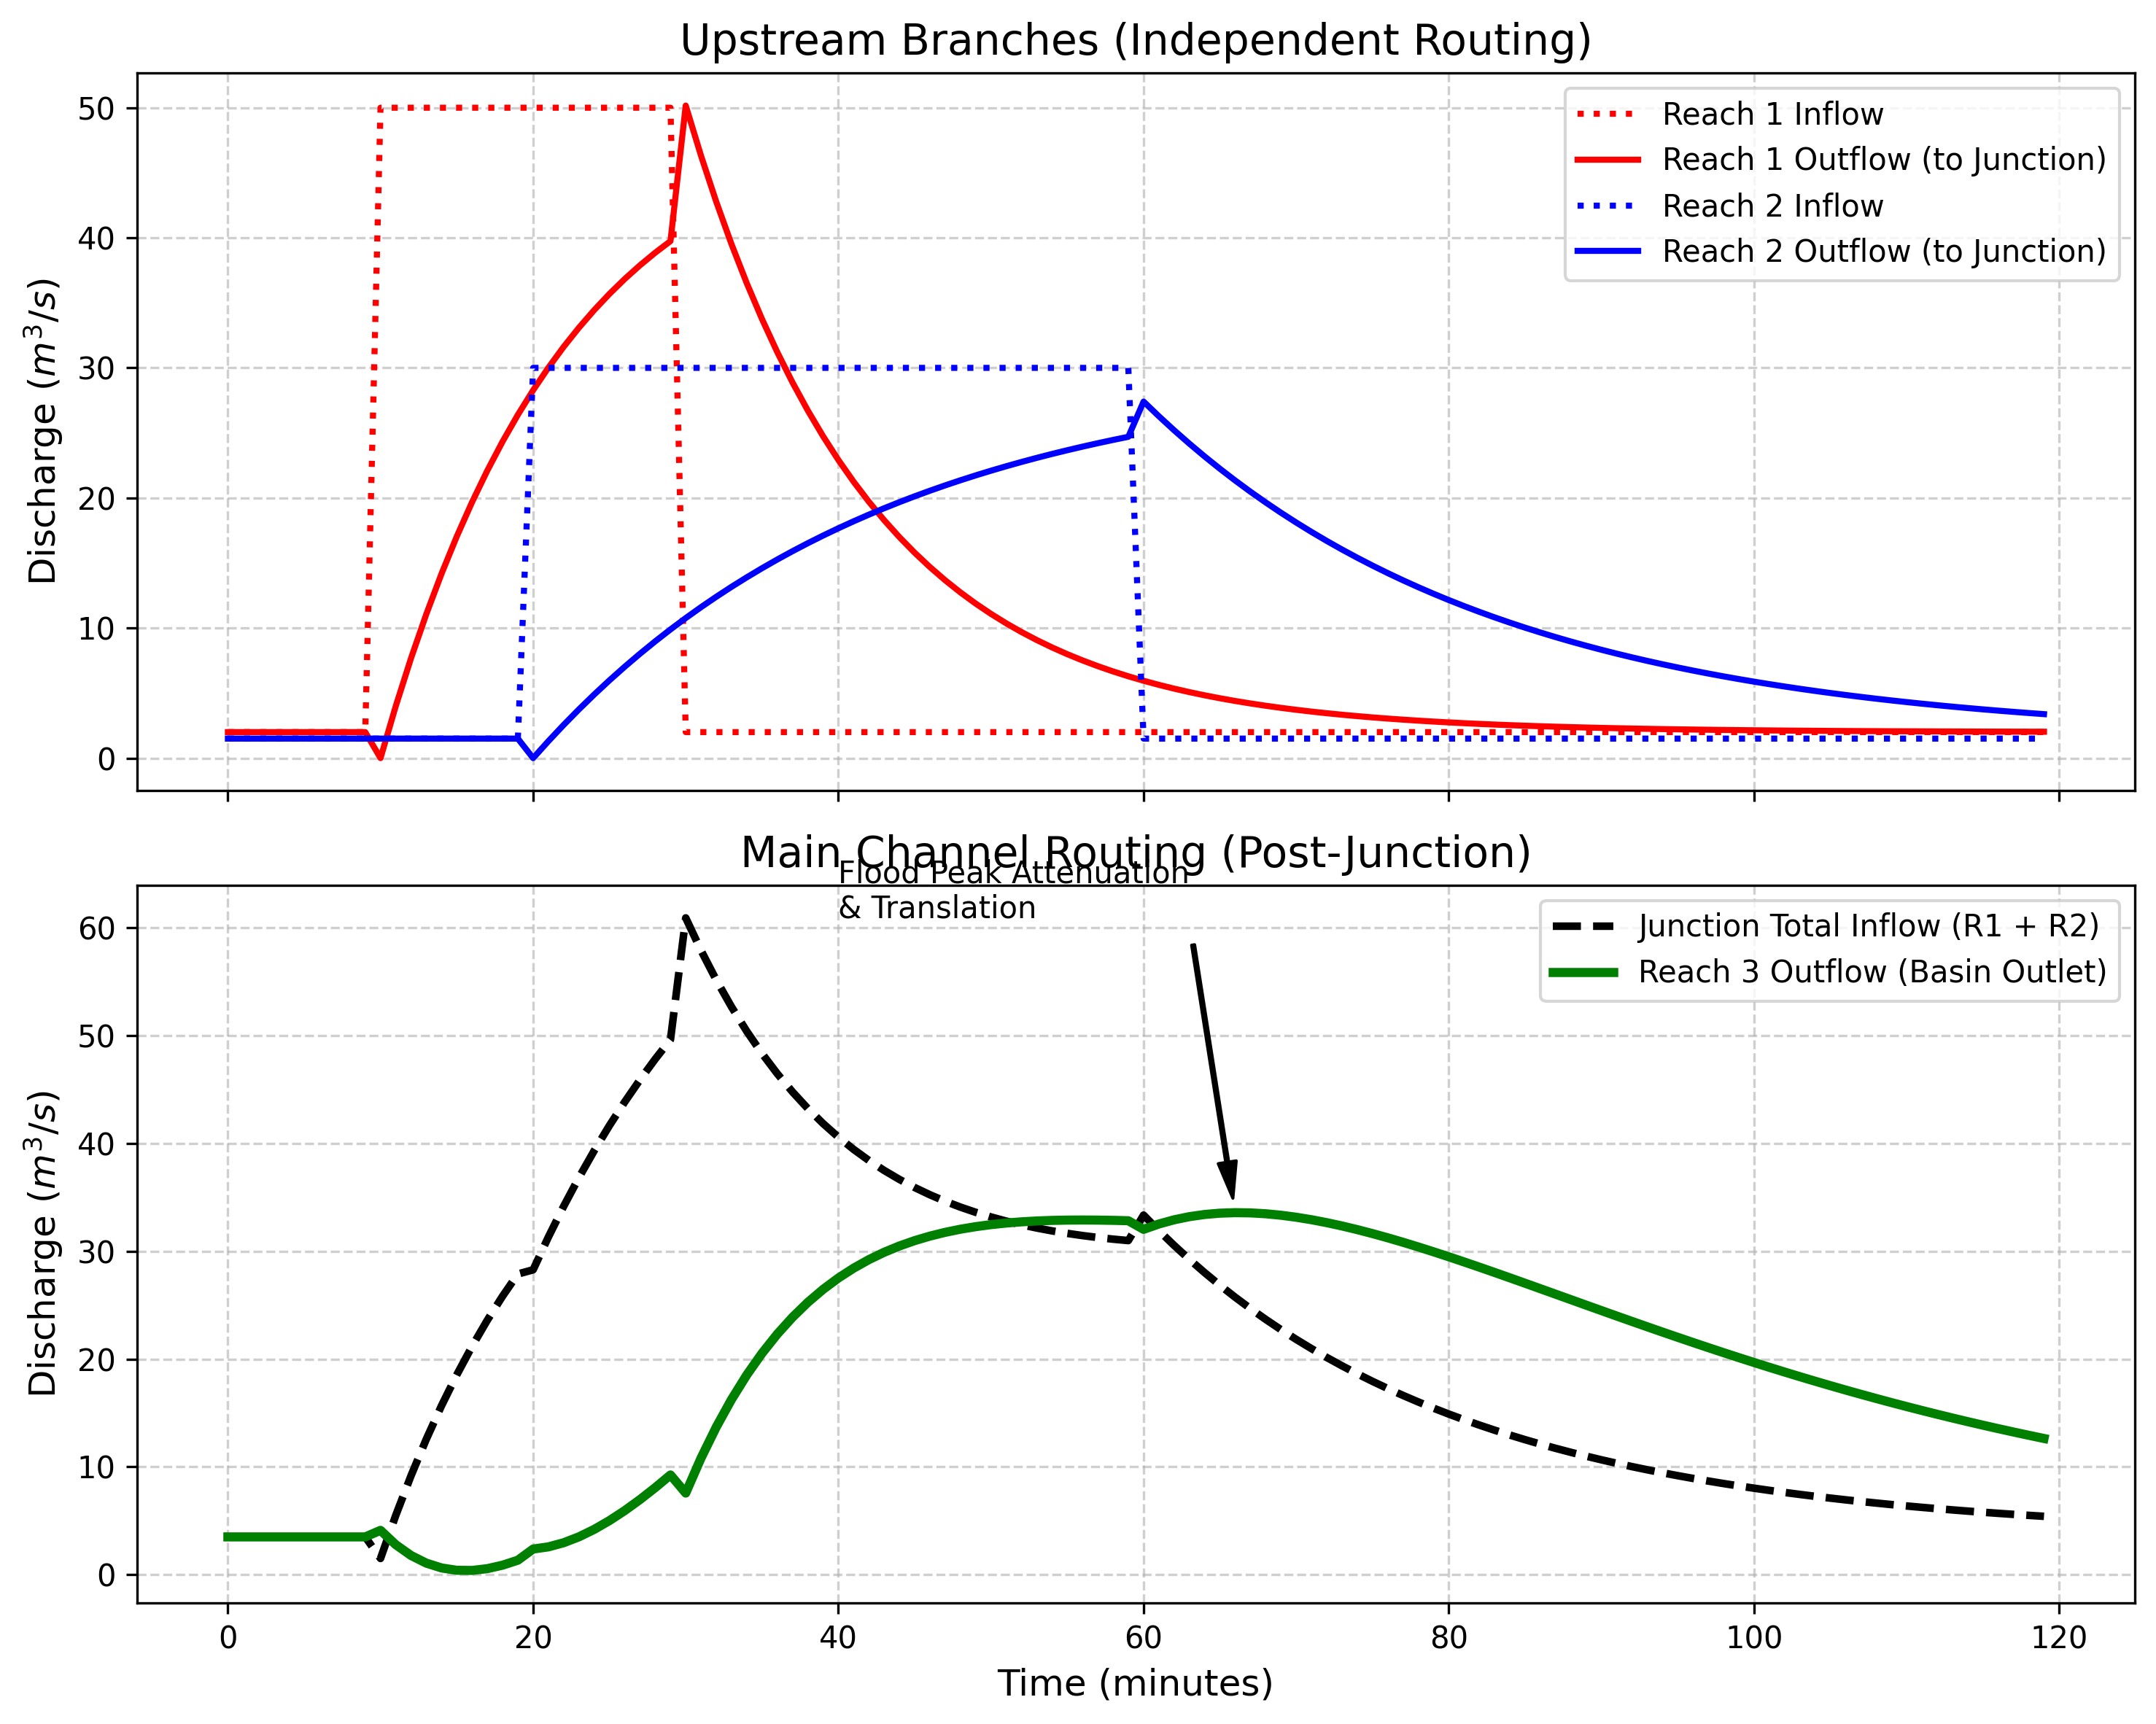 Upstream Branches (Independent Routing)
50
40
30
20
10
0
Discharge (m³/s)
Reach 1 Inflow
Reach 1 Outflow (to Junction)
Reach 2 Inflow
Reach 2 Outflow (to Junction)
Main Channel Routing (Post-Junction)
Flood Peak Attenuation
& Translation
60
50
40
30
20
10
0
Discharge (m³/s)
Junction Total Inflow (R1 + R2)
Reach 3 Outflow (Basin Outlet)
0 20 40 60 80 100 120
Time (minutes)